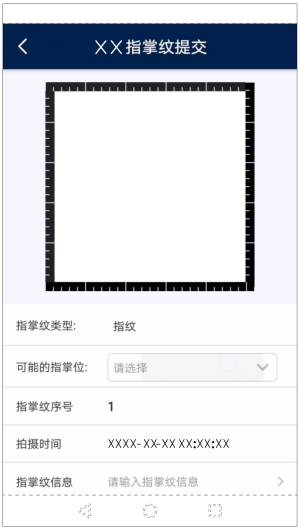 XX指掌纹提交
指掌纹类型: 指纹
可能的指掌位: 请选择
指掌纹序号 1
拍摄时间 XXXX-XX-XX XX:XX:XX
指掌纹信息 请输入指掌纹信息